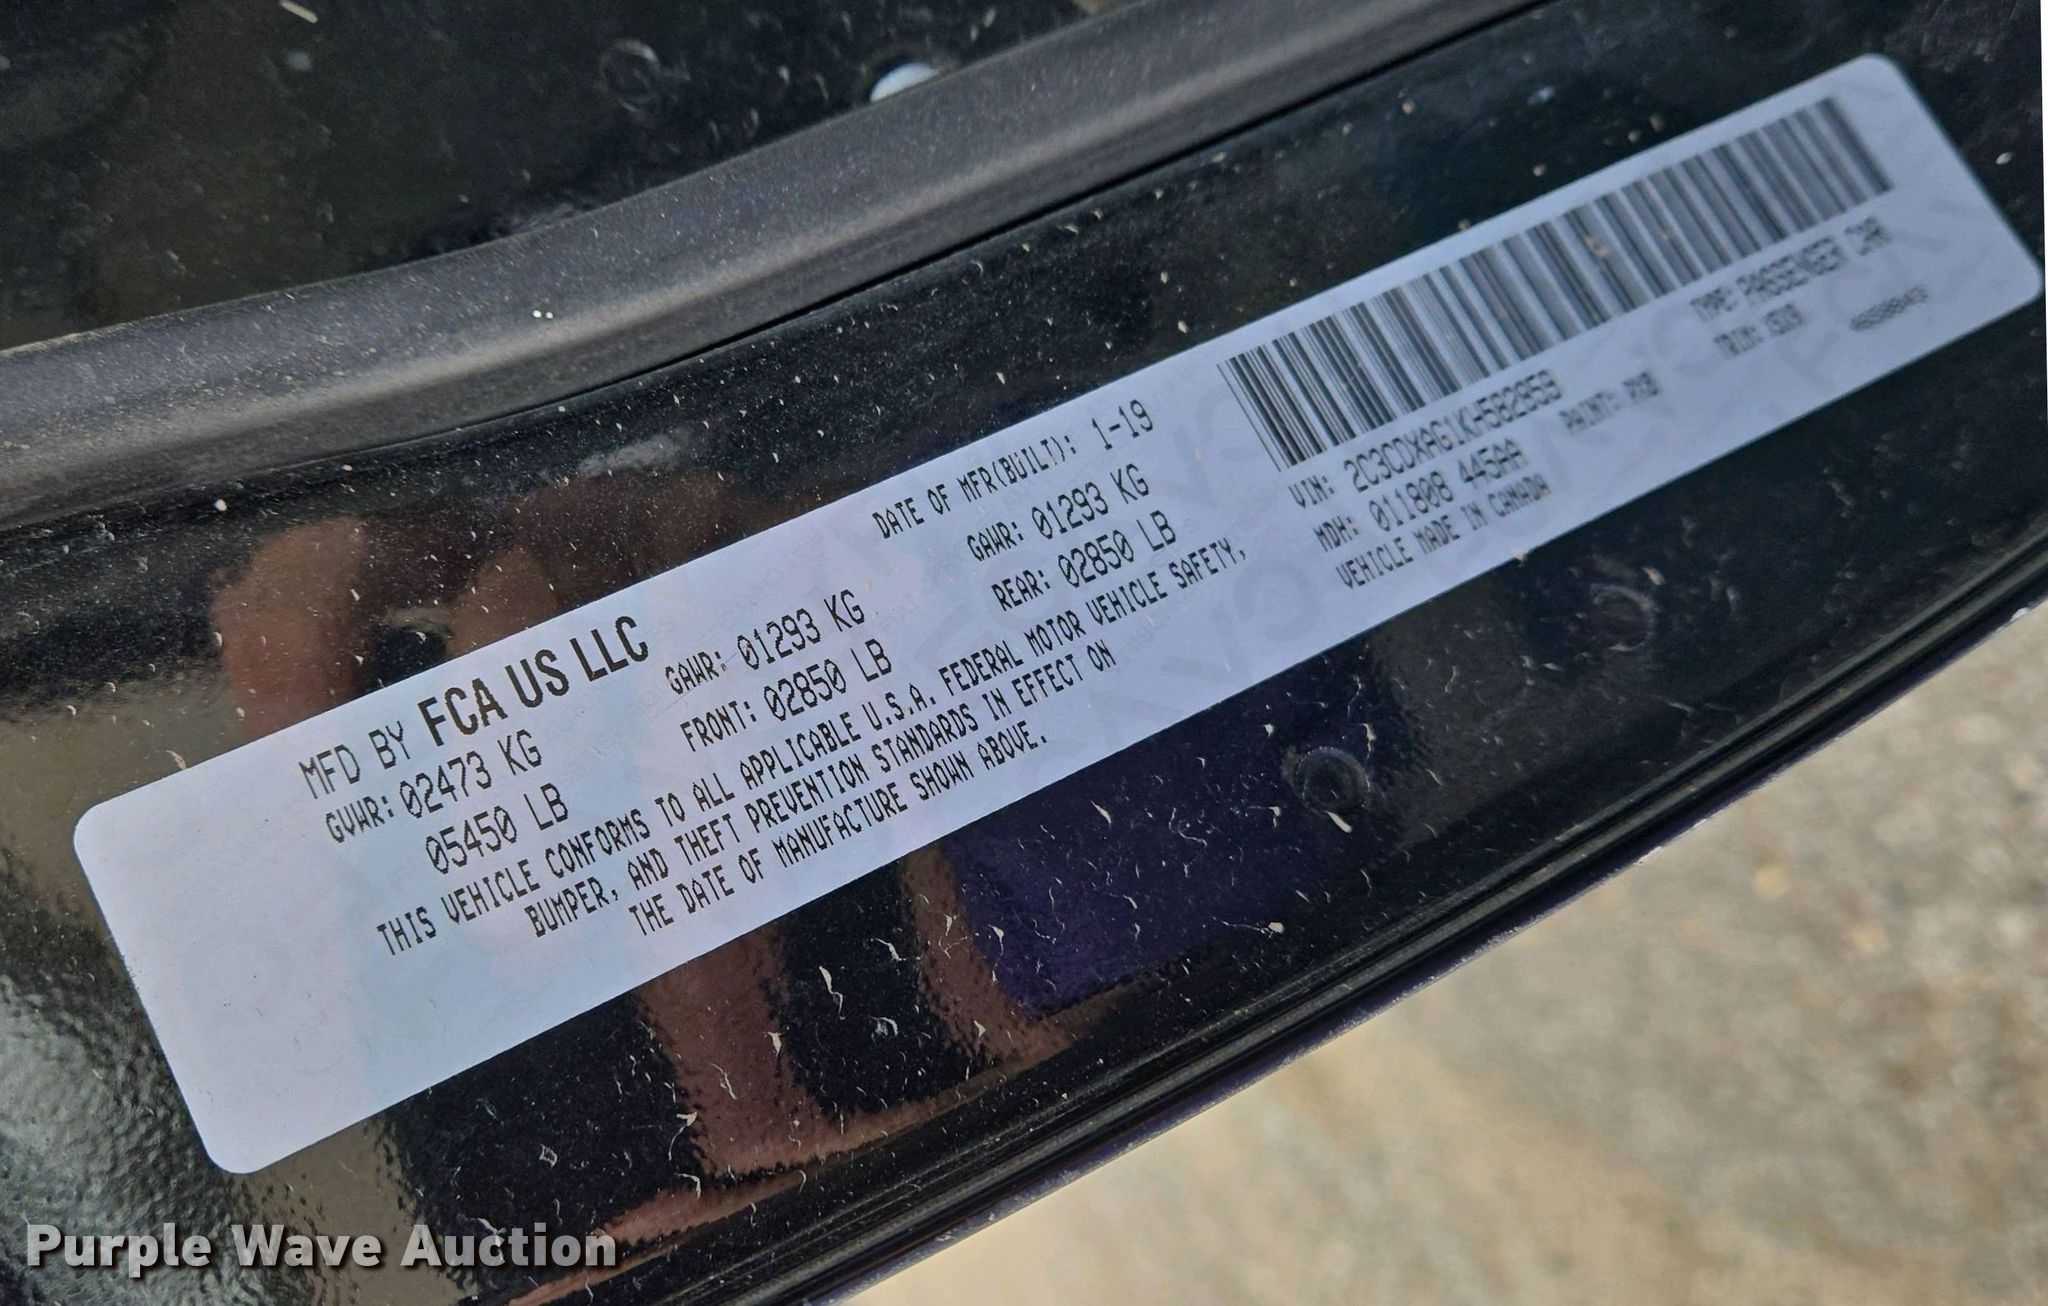 MFD BY FCA US LLC
DATE OF MFR(BUILT): 1-19
GVWR: 02473 KG
05450 LB
GAWR: 01293 KG
FRONT: 02850 LB
GAWR: 01293 KG
REAR: 02850 LB
THIS VEHICLE CONFORMS TO ALL APPLICABLE U.S.A. FEDERAL MOTOR VEHICLE SAFETY,
BUMPER, AND THEFT PREVENTION STANDARDS IN EFFECT ON
THE DATE OF MANUFACTURE SHOWN ABOVE.
VIN: 2C3CDXAG1KH582859
TYPE: PASSENGER CAR
MDH: 011808 445AA
PAINT:
TRIM:
VEHICLE MADE IN CANADA
Purple Wave Auction